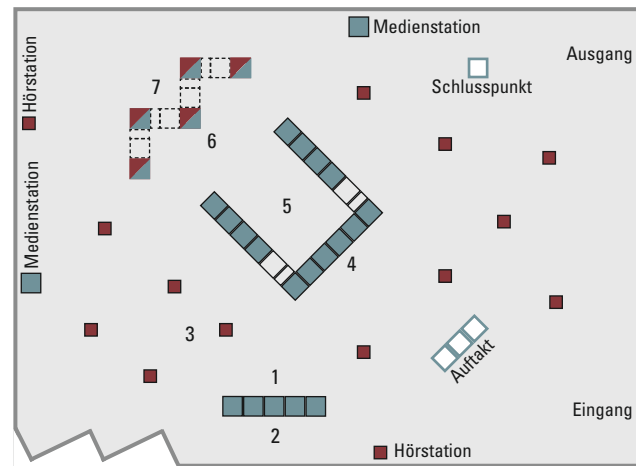 Medienstation
Ausgang
Schlusspunkt
Hörstation
7
6
Medienstation
5
4
3
Auftakt
1
Eingang
2
Hörstation